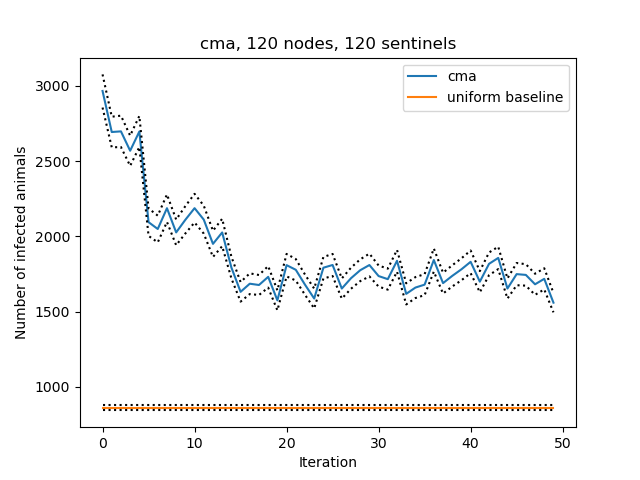 cma, 120 nodes, 120 sentinels
cma
uniform baseline
Number of infected animals
3000
2500
2000
1500
1000
0
10
20
30
40
50
Iteration